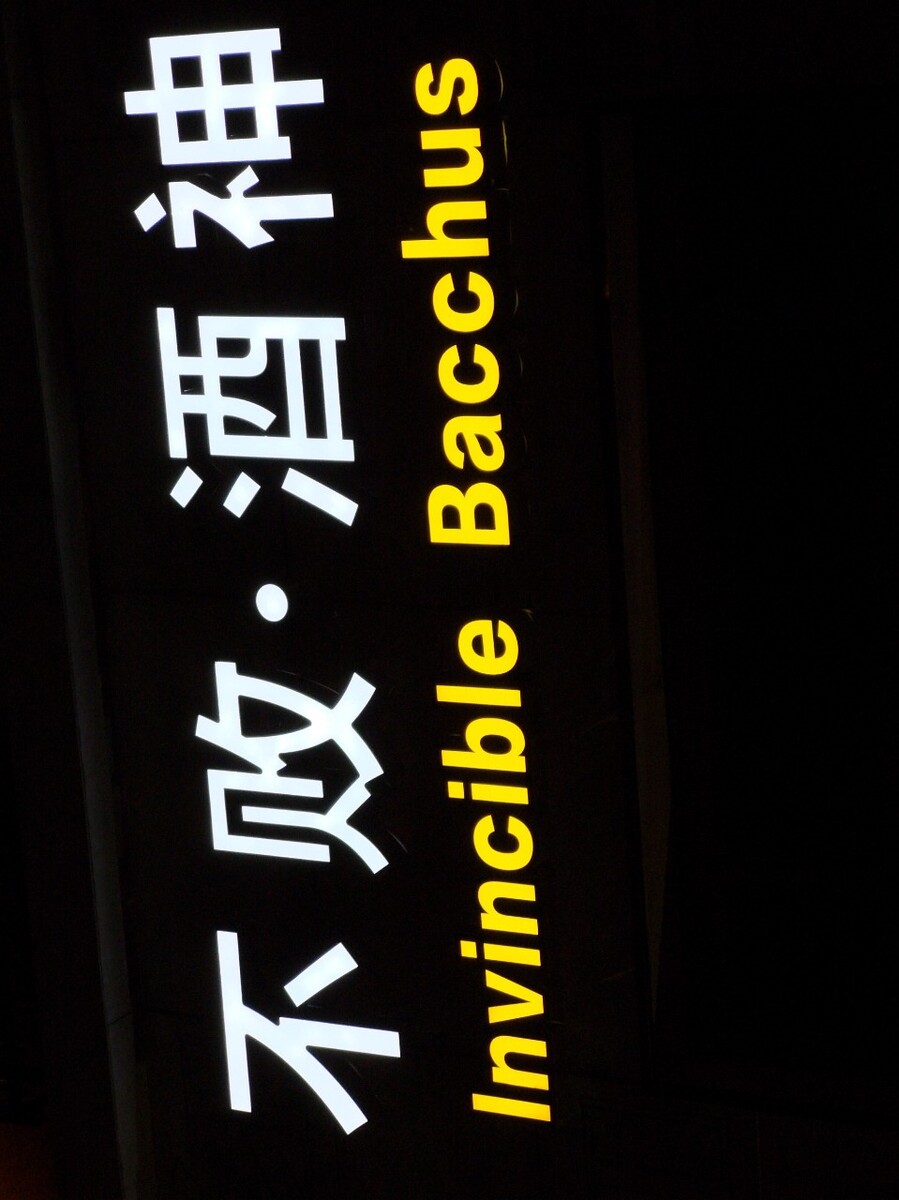 不败·酒神
Invincible Bacchus